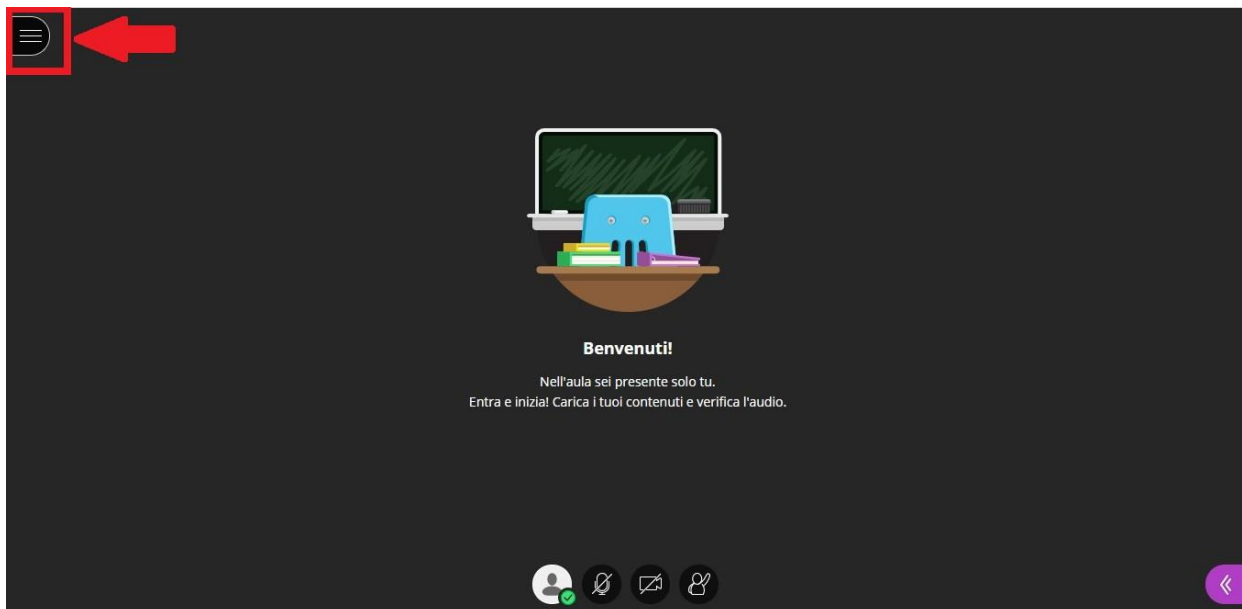 Benvenuti!
Nell'aula sei presente solo tu.
Entra e inizia! Carica i tuoi contenuti e verifica l'audio.